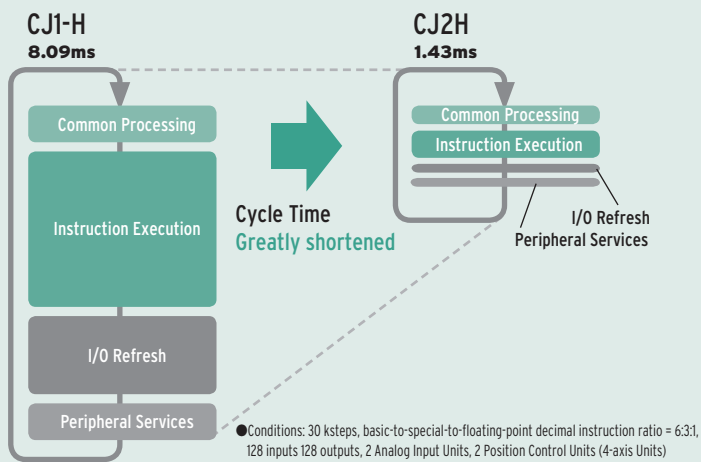 CJ1-H
8.09ms
Common Processing
Instruction Execution
I/O Refresh
Peripheral Services
Cycle Time
Greatly shortened
CJ2H
1.43ms
Common Processing
Instruction Execution
I/O Refresh
Peripheral Services
●Conditions: 30 ksteps, basic-to-special-to-floating-point decimal instruction ratio = 6:3:1,
128 inputs 128 outputs, 2 Analog Input Units, 2 Position Control Units (4-axis Units)